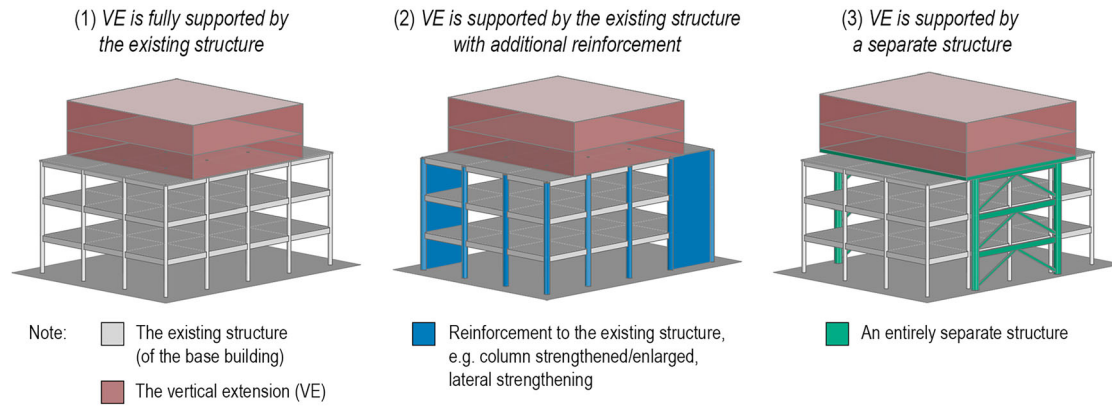 (1) VE is fully supported by
the existing structure
(2) VE is supported by the existing structure
with additional reinforcement
(3) VE is supported by
a separate structure
Note:
The existing structure
(of the base building)
The vertical extension (VE)
Reinforcement to the existing structure,
e.g. column strengthened/enlarged,
lateral strengthening
An entirely separate structure